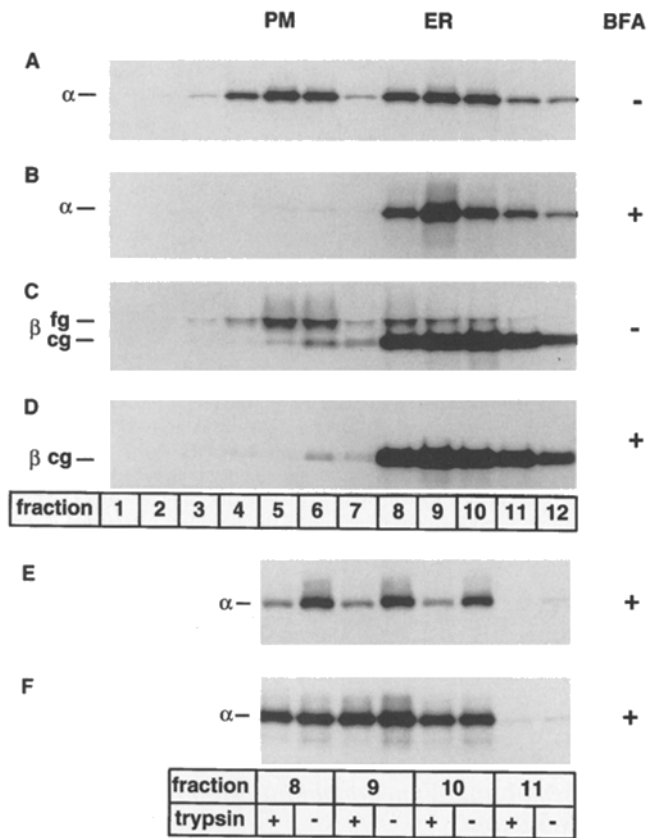 PM ER BFA
A
α –
-
B
α –
+
C
β fg –
cg –
-
D
β cg –
+
fraction 1 2 3 4 5 6 7 8 9 10 11 12
E
α –
+
F
α –
+
fraction 8 9 10 11
trypsin + - + - + - + -